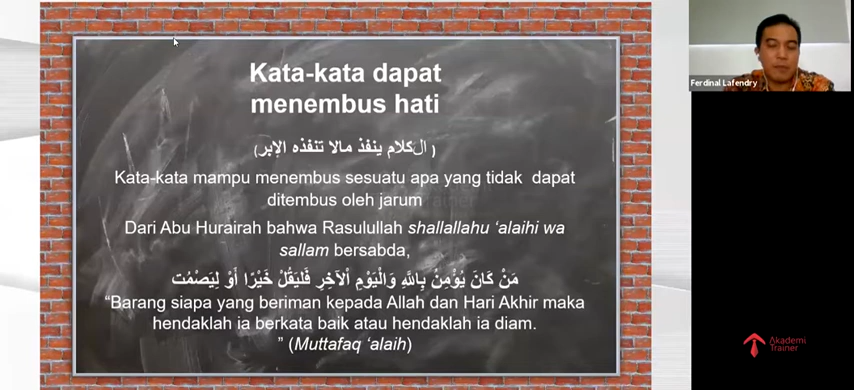 Kata-kata dapat
menembus hati
(الكلام ينفذ مالا تنفذه الإبر)
Kata-kata mampu menembus sesuatu apa yang tidak dapat
ditembus oleh jarum
Dari Abu Hurairah bahwa Rasulullah shallallahu ‘alaihi wa
sallam bersabda,
مَنْ كَانَ يُؤْمِنُ بِاللَّهِ وَالْيَوْمِ الْآخِرِ فَلْيَقُلْ خَيْرًا أَوْ لِيَصْمُت
“Barang siapa yang beriman kepada Allah dan Hari Akhir maka
hendaklah ia berkata baik atau hendaklah ia diam.
” (Muttafaq ‘alaih)
Ferdinal Lafendry
Akademi
Trainer